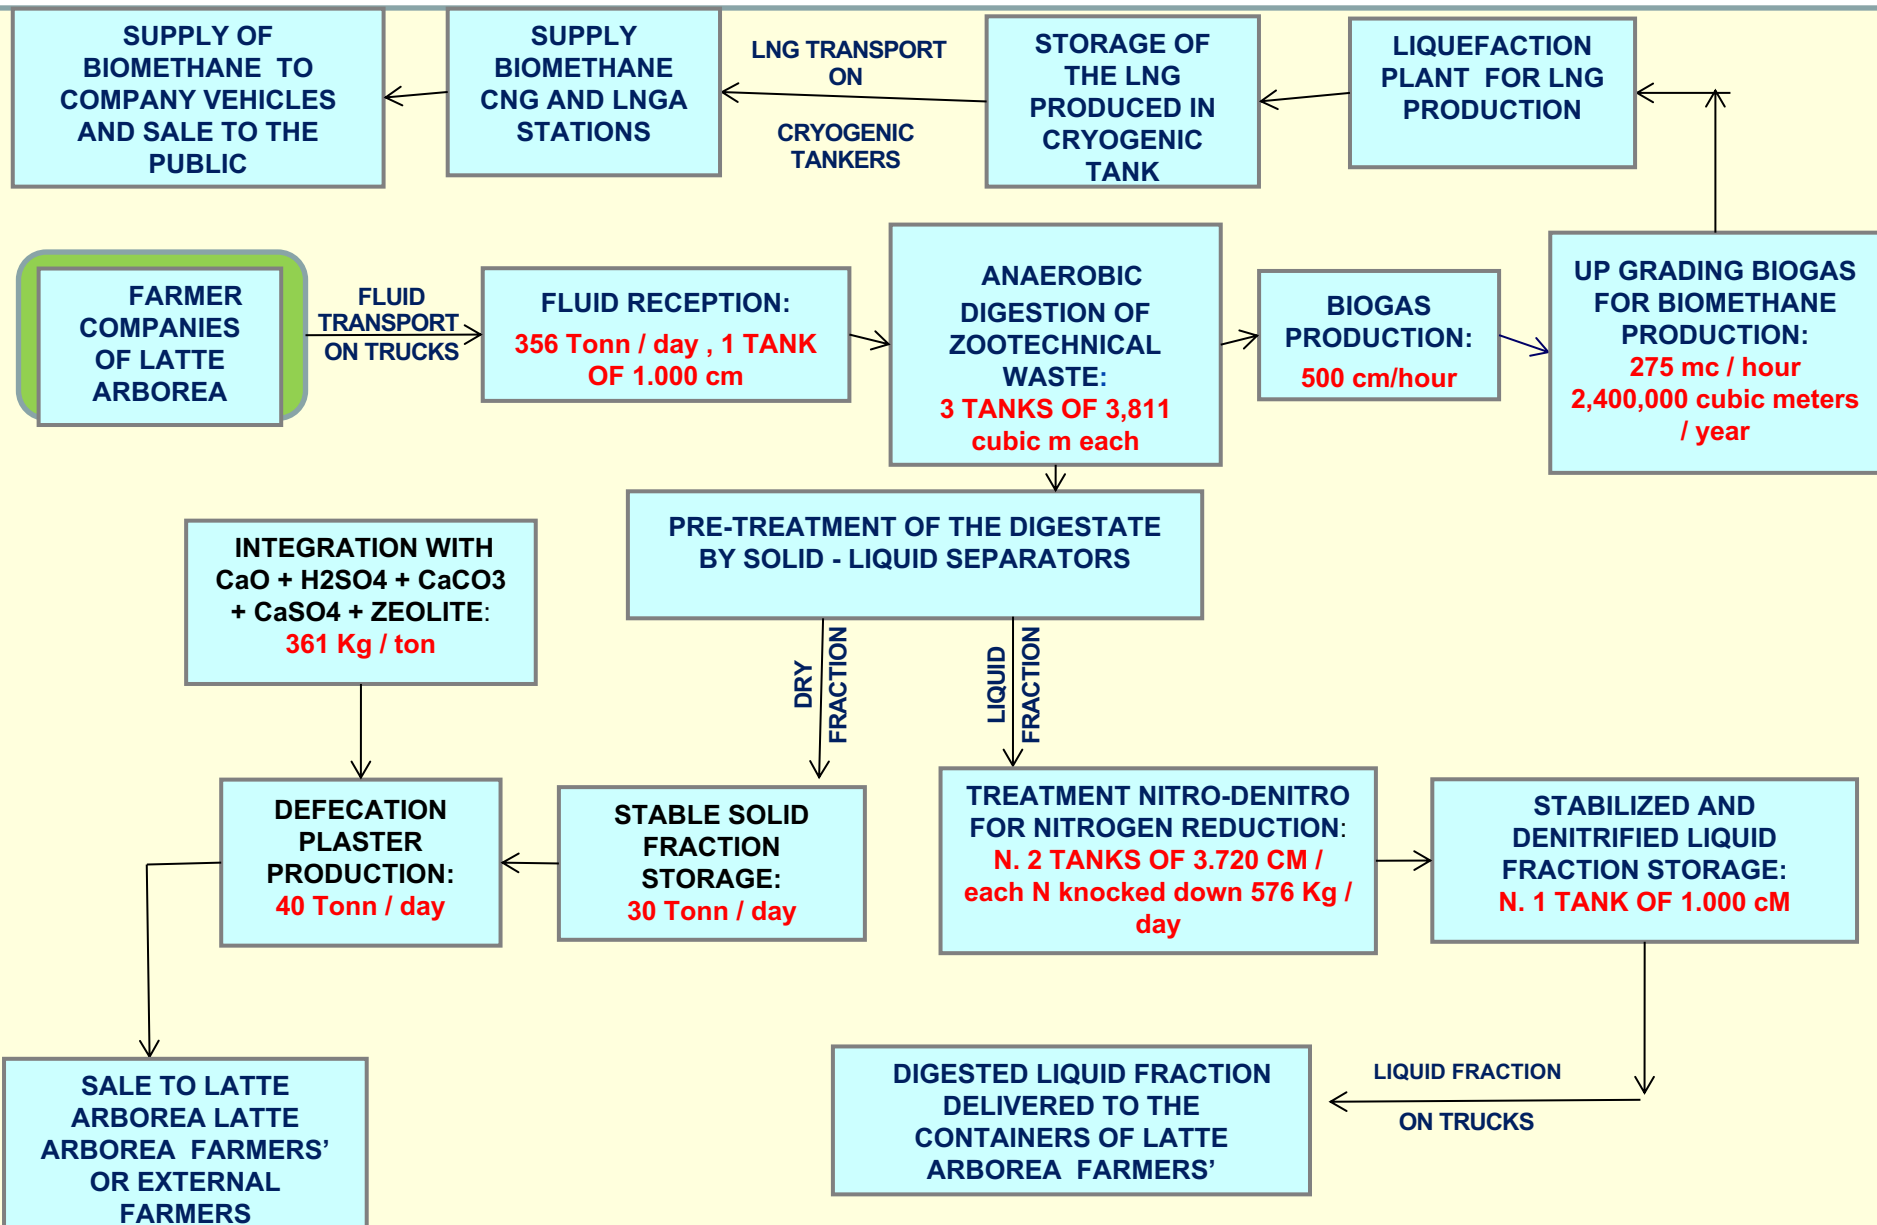 SUPPLY OF
BIOMETHANE TO
COMPANY VEHICLES
AND SALE TO THE
PUBLIC
SUPPLY
BIOMETHANE
CNG AND LNGA
STATIONS
LNG TRANSPORT
ON
CRYOGENIC
TANKERS
STORAGE OF
THE LNG
PRODUCED IN
CRYOGENIC
TANK
LIQUEFACTION
PLANT FOR LNG
PRODUCTION
FARMER
COMPANIES
OF LATTE
ARBOREA
FLUID
TRANSPORT
ON TRUCKS
FLUID RECEPTION:
356 Tonn / day , 1 TANK
OF 1.000 cm
ANAEROBIC
DIGESTION OF
ZOOTECHNICAL
WASTE:
3 TANKS OF 3,811
cubic m each
BIOGAS
PRODUCTION:
500 cm/hour
UP GRADING BIOGAS
FOR BIOMETHANE
PRODUCTION:
275 mc / hour
2,400,000 cubic meters
/ year
PRE-TREATMENT OF THE DIGESTATE
BY SOLID - LIQUID SEPARATORS
INTEGRATION WITH
CaO + H2SO4 + CaCO3
+ CaSO4 + ZEOLITE:
361 Kg / ton
DRY
FRACTION
LIQUID
FRACTION
DEFECATION
PLASTER
PRODUCTION:
40 Tonn / day
STABLE SOLID
FRACTION
STORAGE:
30 Tonn / day
TREATMENT NITRO-DENITRO
FOR NITROGEN REDUCTION:
N. 2 TANKS OF 3.720 CM /
each N knocked down 576 Kg /
day
STABILIZED AND
DENITRIFIED LIQUID
FRACTION STORAGE:
N. 1 TANK OF 1.000 cM
SALE TO LATTE
ARBOREA LATTE
ARBOREA FARMERS’
OR EXTERNAL
FARMERS
DIGESTED LIQUID FRACTION
DELIVERED TO THE
CONTAINERS OF LATTE
ARBOREA FARMERS’
LIQUID FRACTION
ON TRUCKS